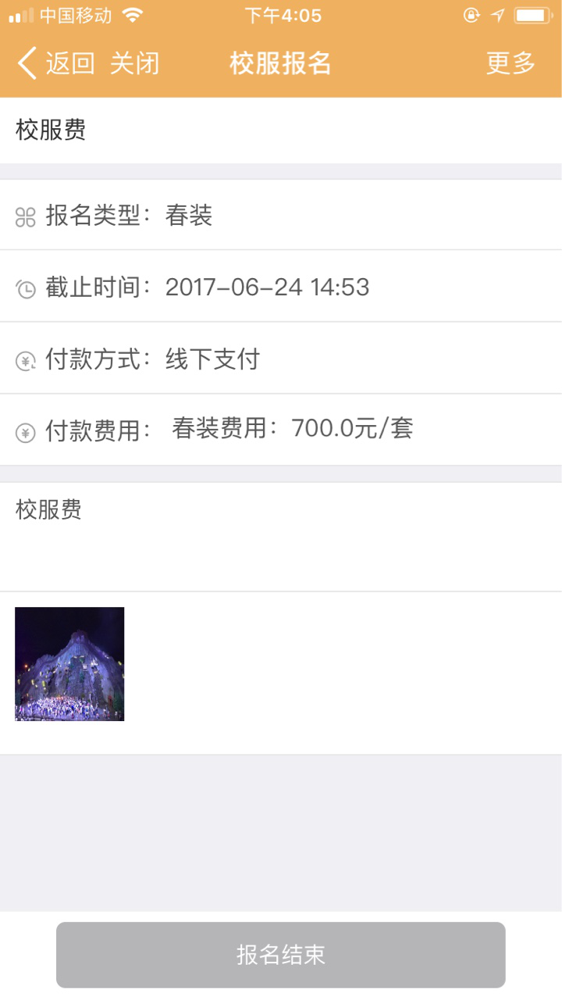 中国移动 下午4:05
返回 关闭 校服报名 更多
校服费
报名类型：春装
截止时间：2017-06-24 14:53
付款方式：线下支付
付款费用： 春装费用：700.0元/套
校服费
报名结束